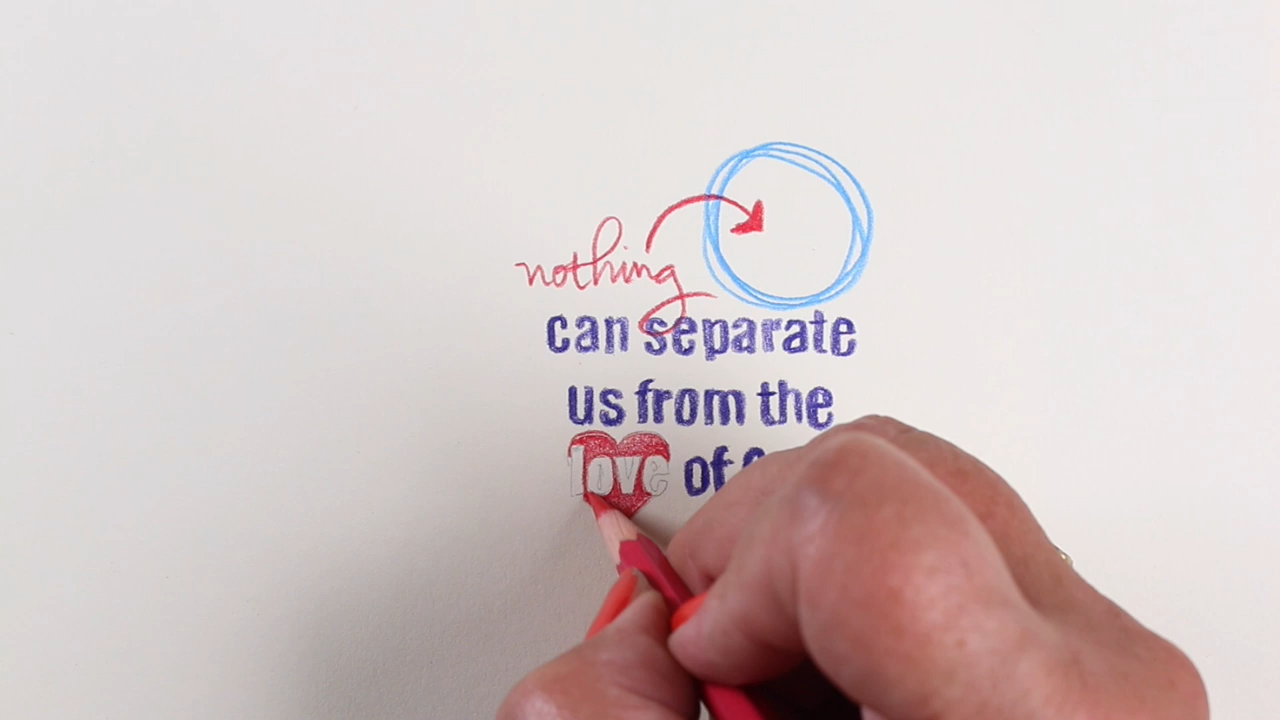 nothing
can separate
us from the
love of